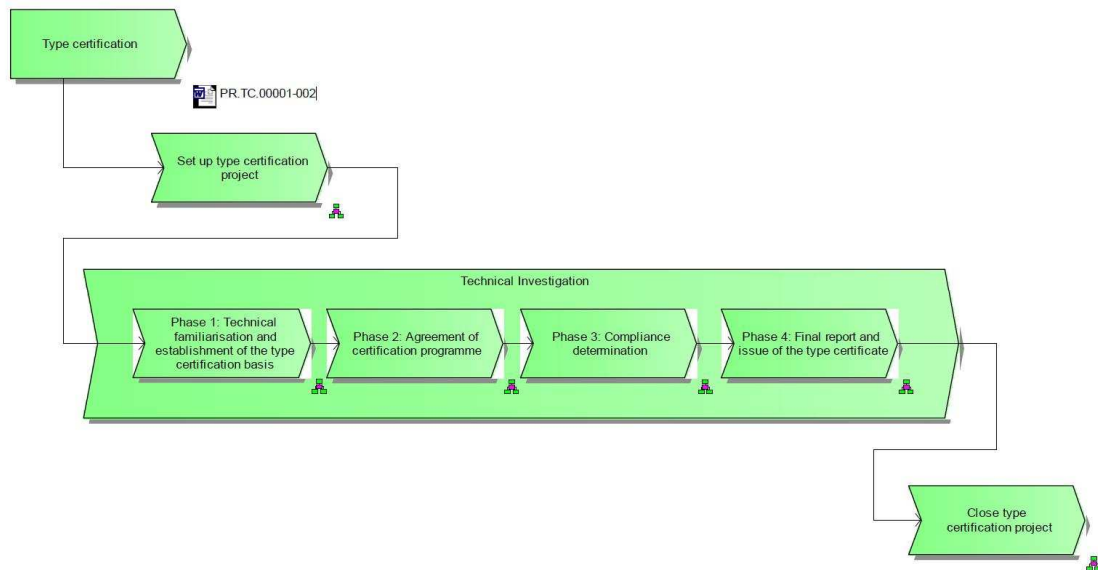 Type certification
PR.TC.00001-002
Set up type certification
project
Technical Investigation
Phase 1: Technical
familiarisation and
establishment of the type
certification basis
Phase 2: Agreement of
certification programme
Phase 3: Compliance
determination
Phase 4: Final report and
issue of the type certificate
Close type
certification project